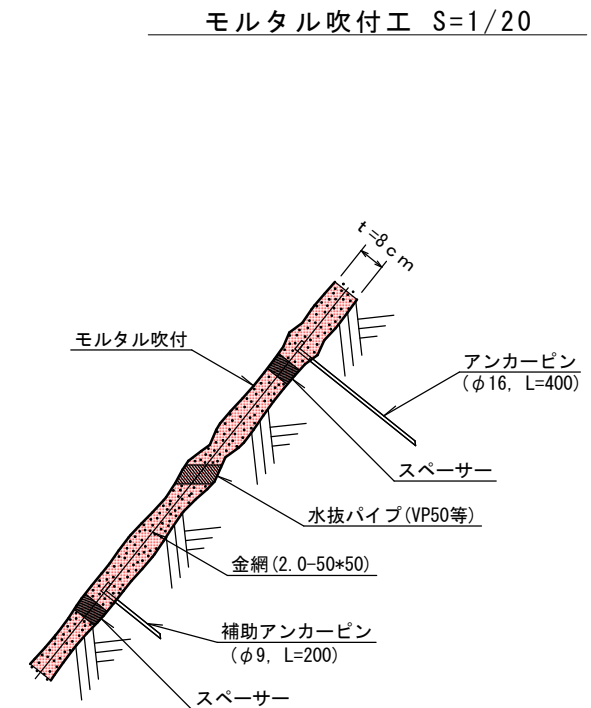 モルタル吹付工 S=1/20
t=8cm
モルタル吹付
アンカーピン
(φ16, L=400)
スペーサー
水抜パイプ(VP50等)
金網(2.0-50*50)
補助アンカーピン
(φ9, L=200)
スペーサー